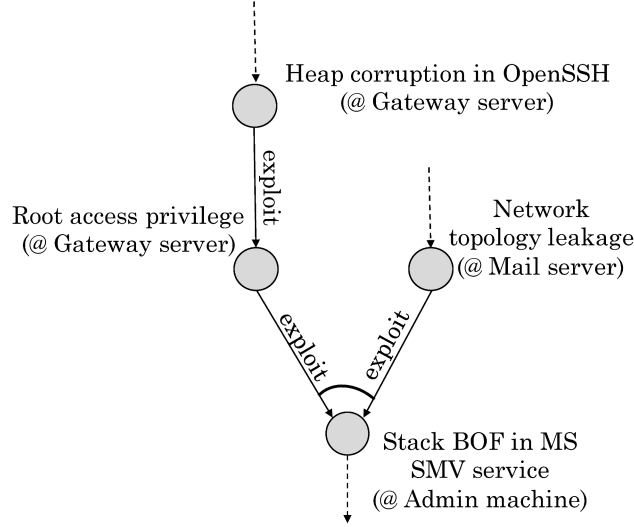 Heap corruption in OpenSSH
(@ Gateway server)
exploit
Root access privilege
(@ Gateway server)
Network
topology leakage
(@ Mail server)
exploit
exploit
Stack BOF in MS
SMV service
(@ Admin machine)